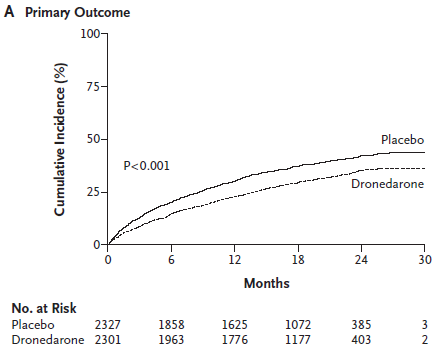 A Primary Outcome
100
75
50
25
0
Cumulative Incidence (%)
P<0.001
Placebo
Dronedarone
0 6 12 18 24 30
Months
No. at Risk
Placebo 2327 1858 1625 1072 385 3
Dronedarone 2301 1963 1776 1177 403 2